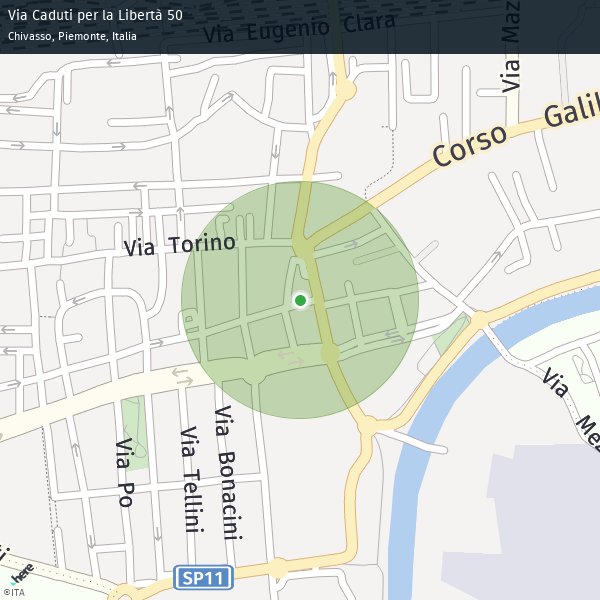 Via Caduti per la Libertà 50
Chivasso, Piemonte, Italia
Via Eugenio Clara
Via Maz
Corso Galil
Via Torino
Via Po
Via Tellini
Via Bonacini
Via Mez
SP11
here
©ITA